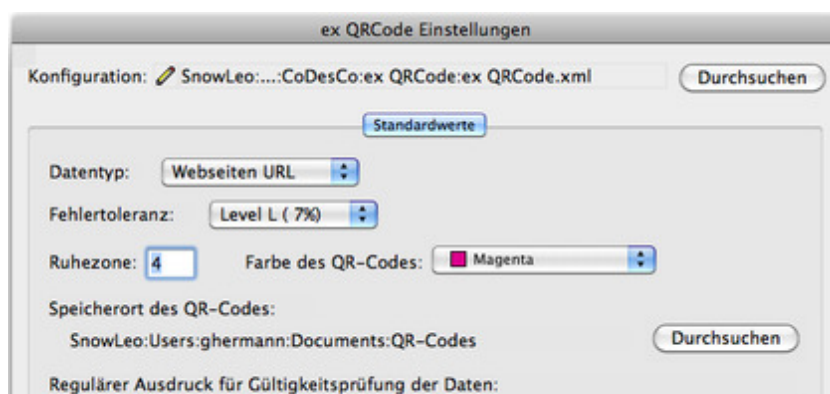 ex QRCode Einstellungen
Konfiguration: SnowLeo:...:CoDesCo:ex QRCode:ex QRCode.xml Durchsuchen
Standardwerte
Datentyp: Webseiten URL
Fehlertoleranz: Level L ( 7%)
Ruhezone: 4 Farbe des QR-Codes: Magenta
Speicherort des QR-Codes:
SnowLeo:Users:ghermann:Documents:QR-Codes Durchsuchen
Regulärer Ausdruck für Gültigkeitsprüfung der Daten: